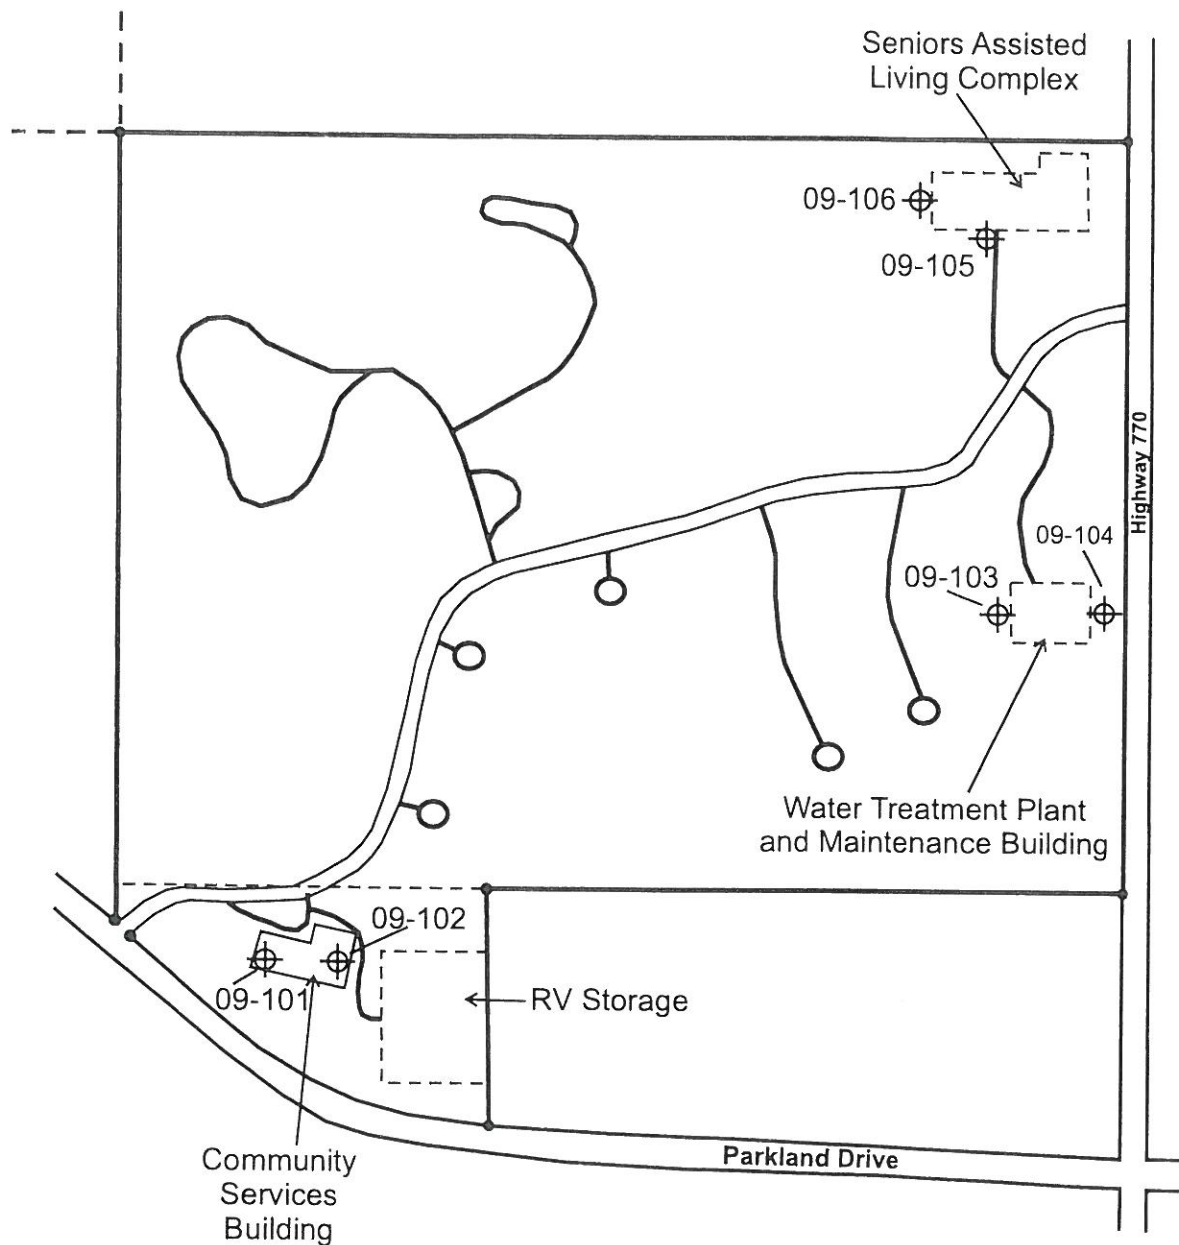 Seniors Assisted
Living Complex
09-106
09-105
Highway 770
09-104
09-103
Water Treatment Plant
and Maintenance Building
09-102
09-101
RV Storage
Parkland Drive
Community
Services
Building